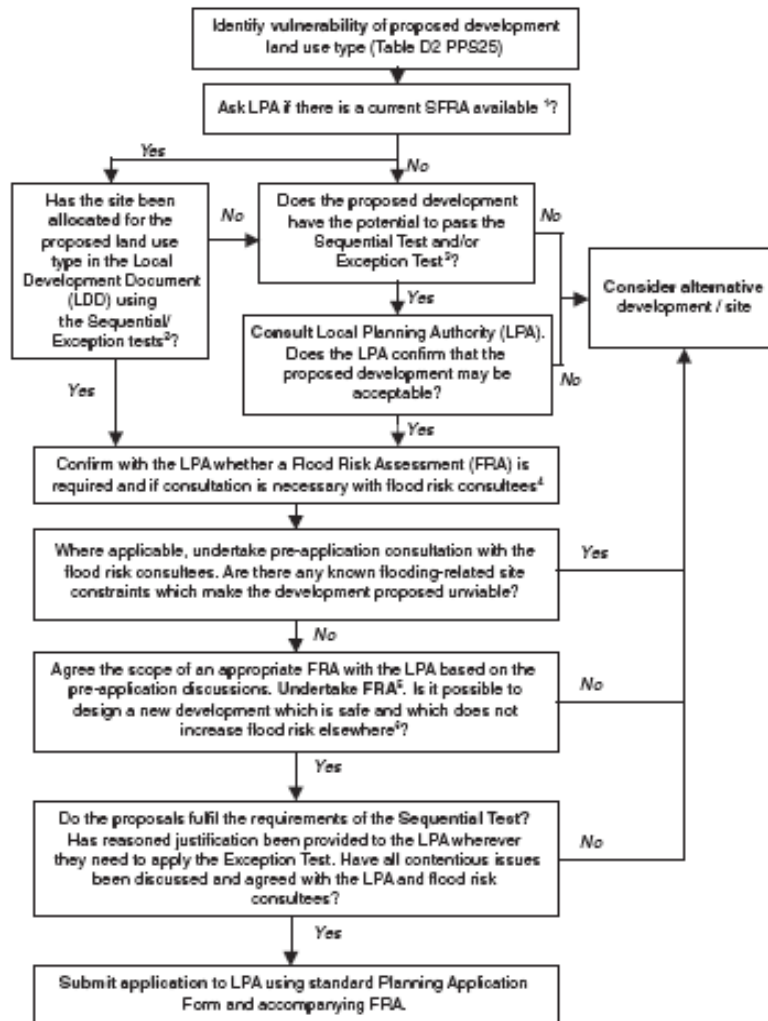 Identify vulnerability of proposed development
land use type (Table D2 PPS25)
Ask LPA if there is a current SFRA available ¹?
Yes
No
Has the site been
allocated for the
proposed land use
type in the Local
Development Document
(LDD) using
the Sequential/
Exception tests²?
No
Does the proposed development
have the potential to pass the
Sequential Test and/or
Exception Test³?
No
Consider alternative
development / site
Yes
Consult Local Planning Authority (LPA).
Does the LPA confirm that the
proposed development may be
acceptable?
No
Yes
Yes
Confirm with the LPA whether a Flood Risk Assessment (FRA) is
required and if consultation is necessary with flood risk consultees⁴
Where applicable, undertake pre-application consultation with the
flood risk consultees. Are there any known flooding-related site
constraints which make the development proposed unviable?
Yes
No
Agree the scope of an appropriate FRA with the LPA based on the
pre-application discussions. Undertake FRA⁵. Is it possible to
design a new development which is safe and which does not
increase flood risk elsewhere⁶?
No
Yes
Do the proposals fulfil the requirements of the Sequential Test?
Has reasoned justification been provided to the LPA wherever
they need to apply the Exception Test. Have all contentious issues
been discussed and agreed with the LPA and flood risk
consultees?
No
Yes
Submit application to LPA using standard Planning Application
Form and accompanying FRA.